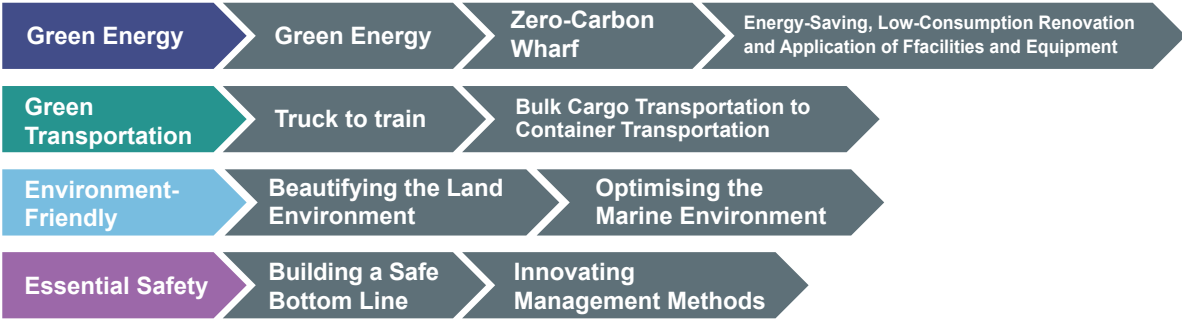 Green Energy
Green Energy
Zero-Carbon
Wharf
Energy-Saving, Low-Consumption Renovation
and Application of Ffacilities and Equipment
Green
Transportation
Truck to train
Bulk Cargo Transportation to
Container Transportation
Environment-
Friendly
Beautifying the Land
Environment
Optimising the
Marine Environment
Essential Safety
Building a Safe
Bottom Line
Innovating
Management Methods